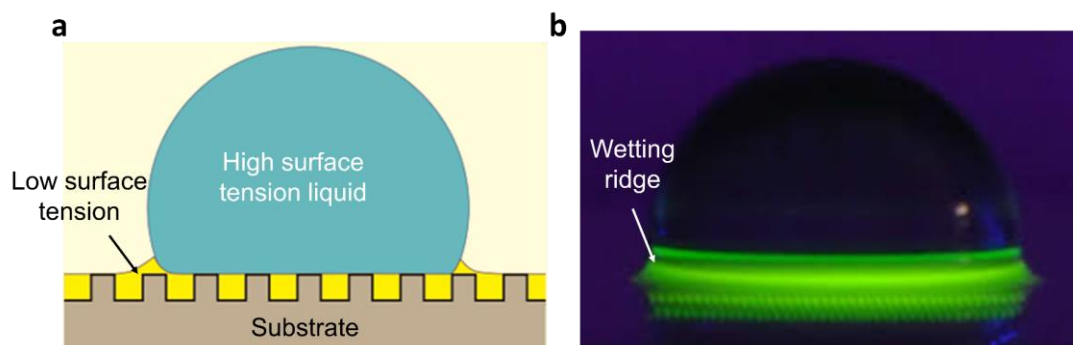 a
b
High surface
tension liquid
Low surface
tension
Substrate
Wetting
ridge